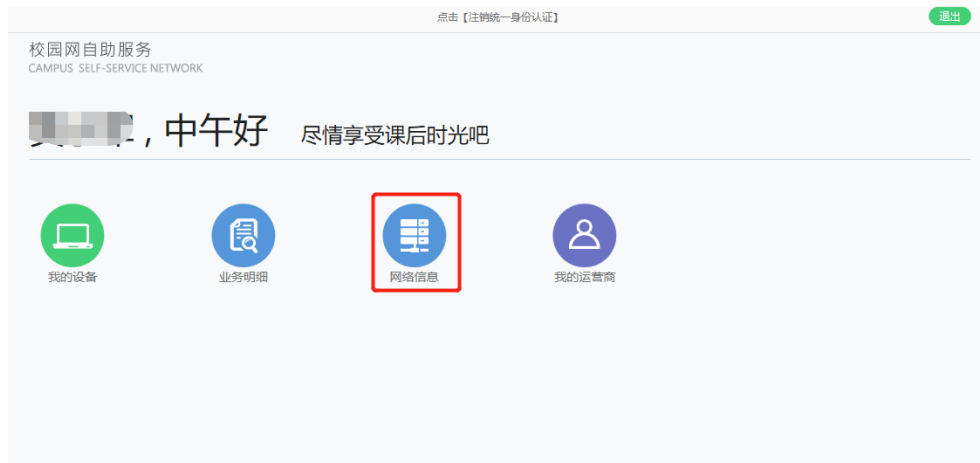 点击【注销统一身份认证】
退出
校园网自助服务
CAMPUS SELF-SERVICE NETWORK
，中午好 尽情享受课后时光吧
我的设备 业务明细 网络信息 我的运营商